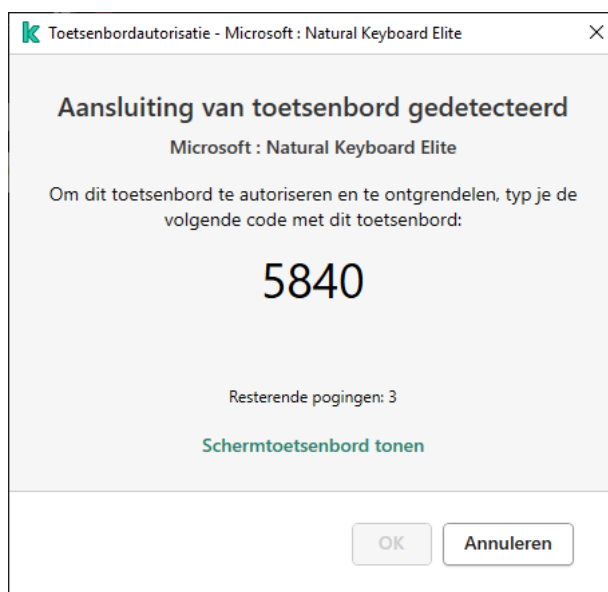 Toetsenbordautorisatie - Microsoft : Natural Keyboard Elite
Aansluiting van toetsenbord gedetecteerd
Microsoft : Natural Keyboard Elite
Om dit toetsenbord te autoriseren en te ontgrendelen, typ je de
volgende code met dit toetsenbord:
5840
Resterende pogingen: 3
Schermtoetsenbord tonen
OK
Annuleren